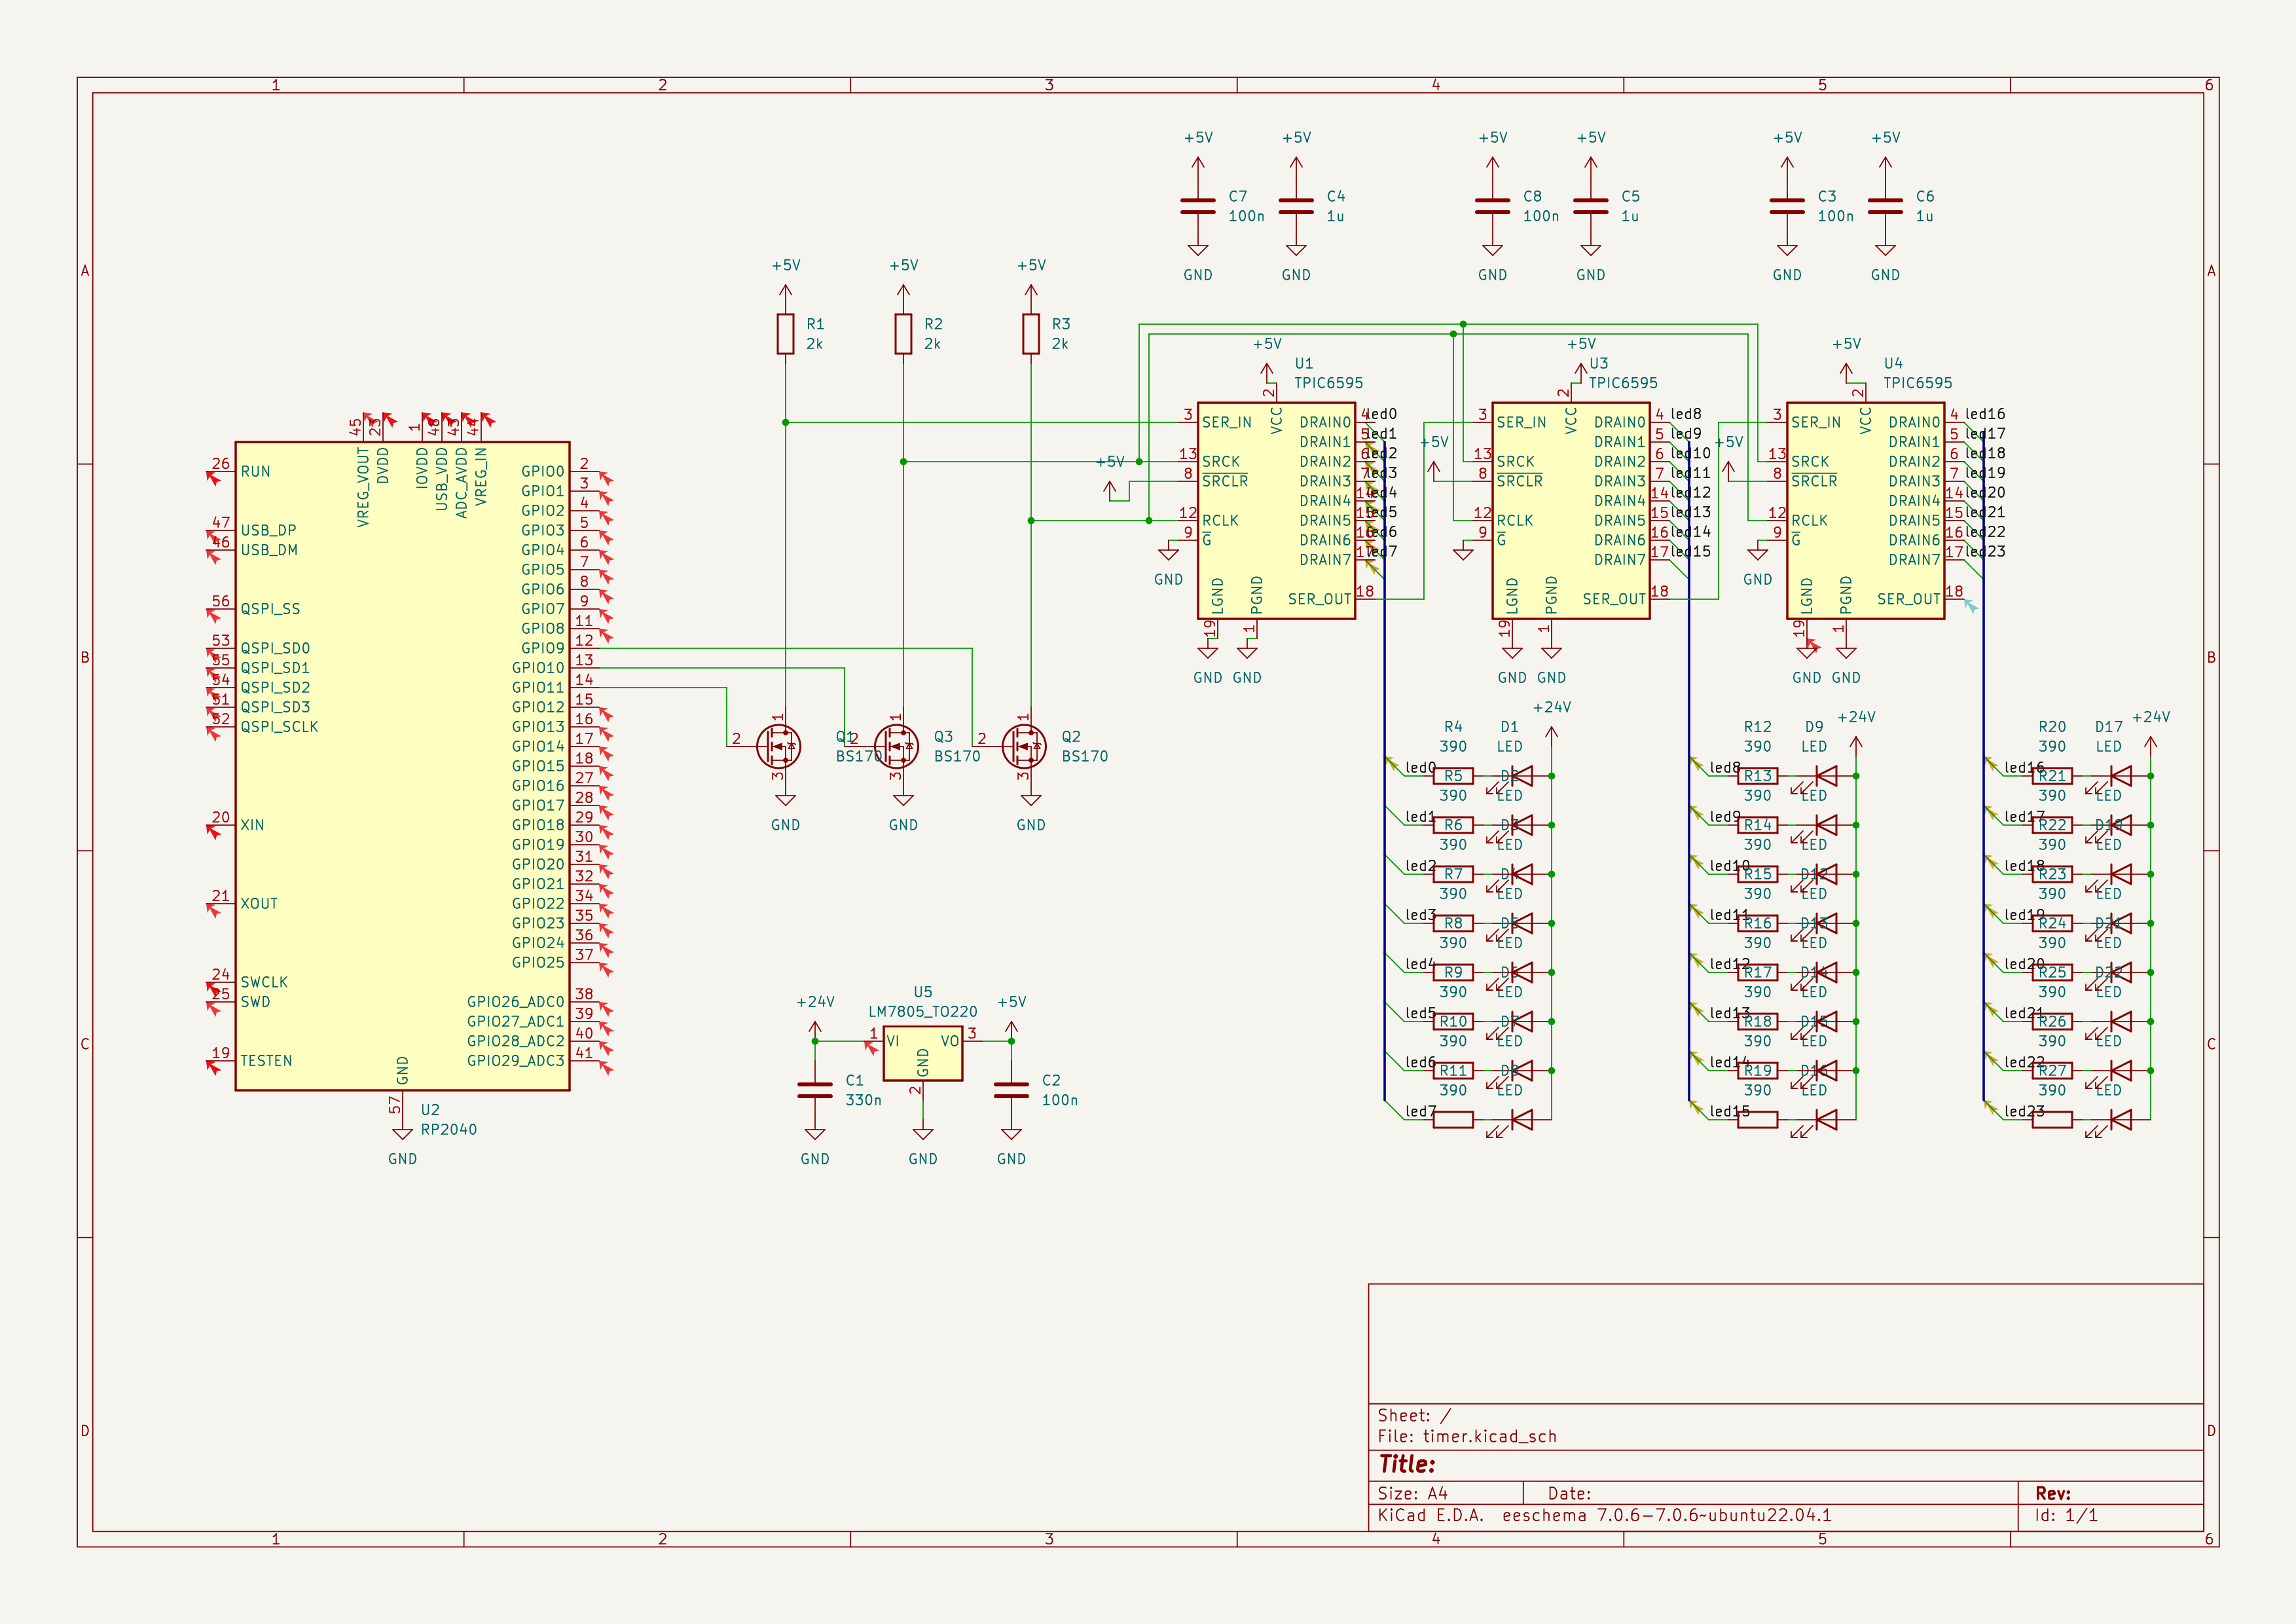 1 2 3 4 5 6
A
B
C
D
A
B
C
D
1 2 3 4 5 6
+5V +5V +5V +5V +5V +5V
C7 C4 C8 C5 C3 C6
100n 1u 100n 1u 100n 1u
GND GND GND GND GND GND
+5V +5V +5V
R1 R2 R3
2k 2k 2k
26 RUN
47 USB_DP
46 USB_DM
56 QSPI_SS
53 QSPI_SD0
55 QSPI_SD1
54 QSPI_SD2
51 QSPI_SD3
52 QSPI_SCLK
20 XIN
21 XOUT
24 SWCLK
25 SWD
19 TESTEN
45 VREG_VOUT
23 DVDD
1 IOVDD
48 USB_VDD
43 ADC_AVDD
44 VREG_IN
GPIO0 2
GPIO1 3
GPIO2 4
GPIO3 5
GPIO4 6
GPIO5 7
GPIO6 8
GPIO7 9
GPIO8 11
GPIO9 12
GPIO10 13
GPIO11 14
GPIO12 15
GPIO13 16
GPIO14 17
GPIO15 18
GPIO16 27
GPIO17 28
GPIO18 29
GPIO19 30
GPIO20 31
GPIO21 32
GPIO22 34
GPIO23 35
GPIO24 36
GPIO25 37
GPIO26_ADC0 38
GPIO27_ADC1 39
GPIO28_ADC2 40
GPIO29_ADC3 41
GND
57
U2
RP2040
GND
1 2 3
Q1
BS170
GND
1 2 3
Q3
BS170
GND
1 2 3
Q2
BS170
GND
+24V U5 +5V
LM7805_TO220
1 VI VO 3
GND
2
C1 C2
330n 100n
GND GND GND
+5V U1
TPIC6595
2 VCC
3 SER_IN
13 SRCK
+5V
8 SRCLR
12 RCLK
9 G
GND
DRAIN0 4 led0
DRAIN1 5 led1
DRAIN2 6 led2
DRAIN3 7 led3
DRAIN4 14 led4
DRAIN5 15 led5
DRAIN6 16 led6
DRAIN7 17 led7
SER_OUT 18
LGND PGND
19 1
GND GND
+5V U3
TPIC6595
2 VCC
3 SER_IN
+5V
13 SRCK
8 SRCLR
12 RCLK
9 G
DRAIN0 4 led8
DRAIN1 5 led9
DRAIN2 6 led10
DRAIN3 7 led11
DRAIN4 14 led12
DRAIN5 15 led13
DRAIN6 16 led14
DRAIN7 17 led15
SER_OUT 18
LGND PGND
19 1
GND GND
+5V U4
TPIC6595
2 VCC
3 SER_IN
+5V
13 SRCK
8 SRCLR
12 RCLK
9 G
GND
DRAIN0 4 led16
DRAIN1 5 led17
DRAIN2 6 led18
DRAIN3 7 led19
DRAIN4 14 led20
DRAIN5 15 led21
DRAIN6 16 led22
DRAIN7 17 led23
SER_OUT 18
LGND PGND
19 1
GND GND
+24V
R4 D1
390 LED
led0 R5 D2
390 LED
led1 R6 D3
390 LED
led2 R7 D4
390 LED
led3 R8 D5
390 LED
led4 R9 D6
390 LED
led5 R10 D7
390 LED
led6 R11 D8
390 LED
led7
+24V
R12 D9
390 LED
led8 R13
390 LED
led9 R14
390 LED
led10 R15 D12
390 LED
led11 R16 D13
390 LED
led12 R17 D14
390 LED
led13 R18 D15
390 LED
led14 R19 D16
390 LED
led15
+24V
R20 D17
390 LED
led16 R21
390 LED
led17 R22 D19
390 LED
led18 R23
390 LED
led19 R24 D21
390 LED
led20 R25 D22
390 LED
led21 R26
390 LED
led22 R27
390 LED
led23
Sheet: /
File: timer.kicad_sch
Title:
Size: A4 Date: Rev:
KiCad E.D.A. eeschema 7.0.6-7.0.6~ubuntu22.04.1 Id: 1/1